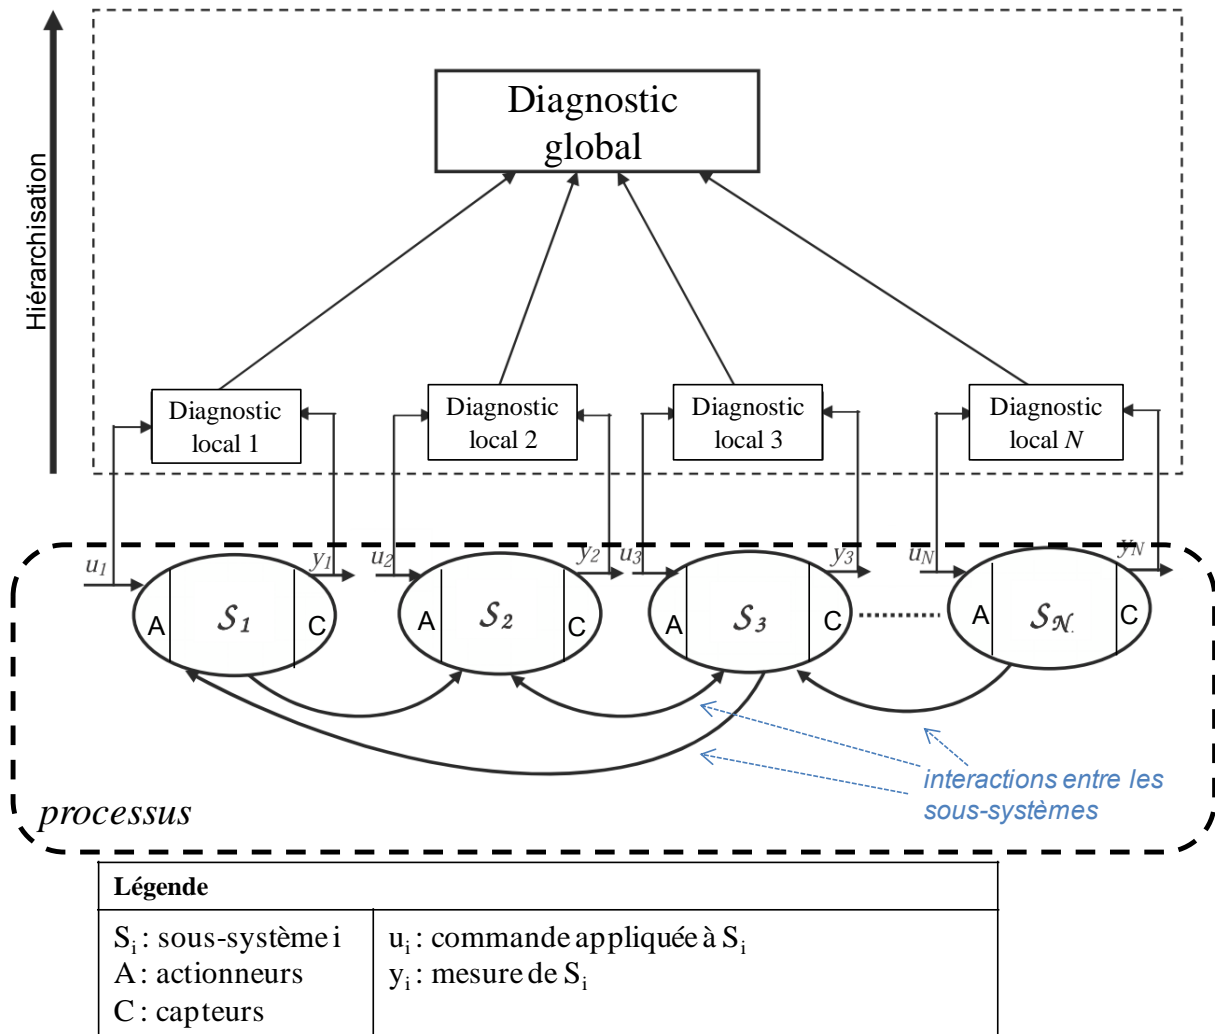 Diagnostic
global
Hiérarchisation
Diagnostic
local 1
Diagnostic
local 2
Diagnostic
local 3
Diagnostic
local N
u1
y1
u2
y2
u3
y3
uN
yN
A
S1
C
A
S2
C
A
S3
C
A
SN.
C
interactions entre les
sous-systèmes
processus
Légende
Si : sous-système i
A : actionneurs
C : capteurs
ui : commande appliquée à Si
yi : mesure de Si